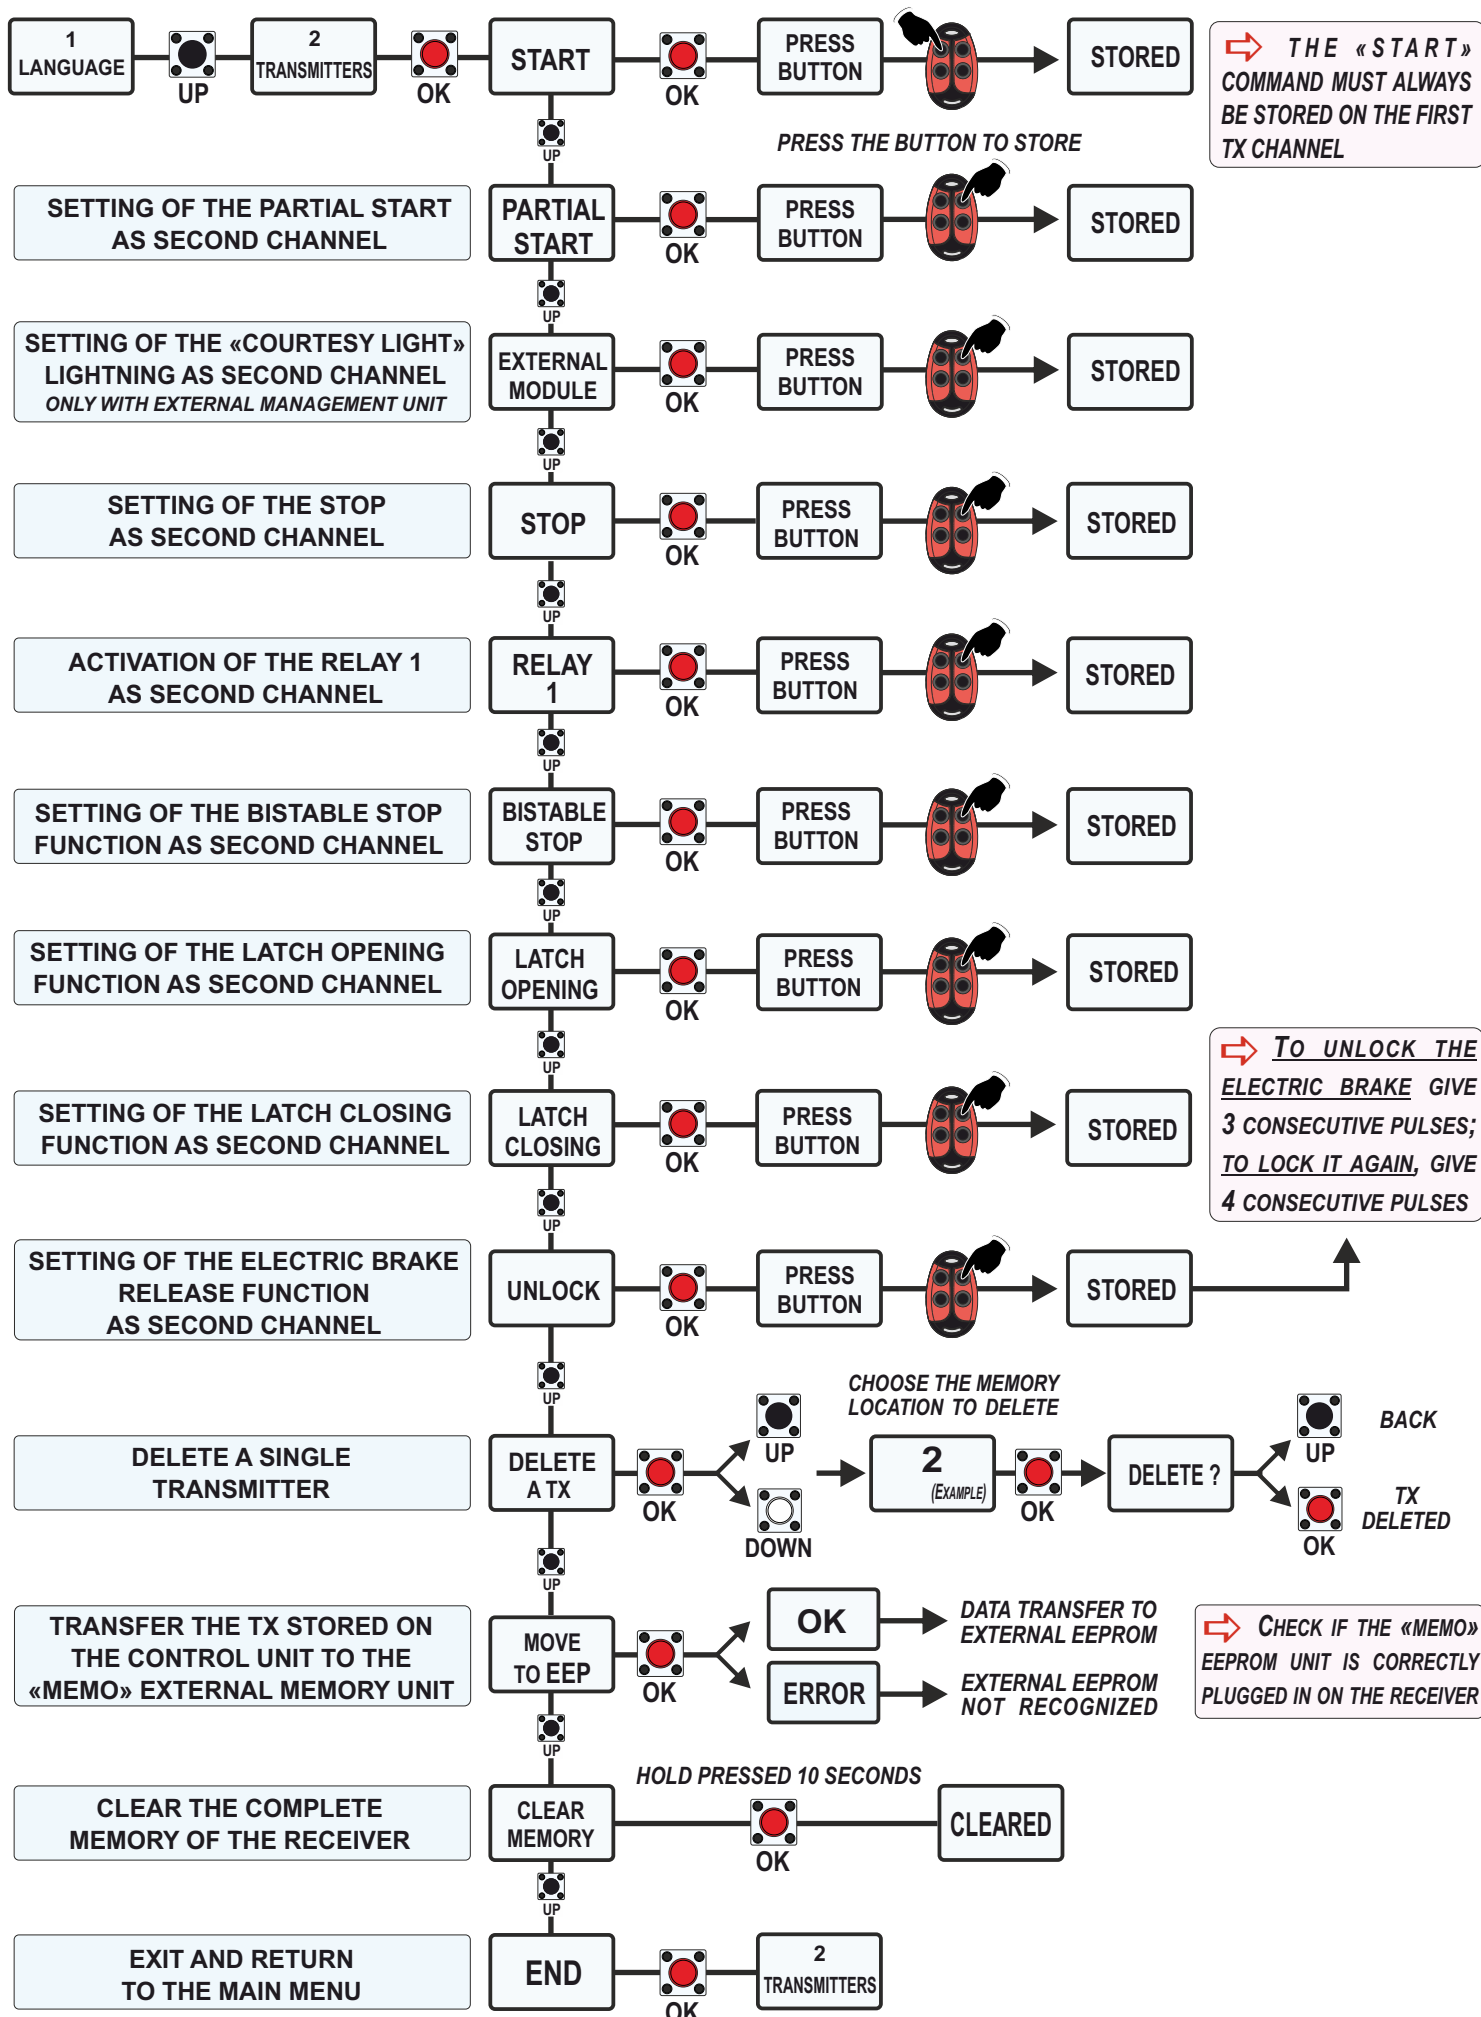 1
LANGUAGE
UP
2
TRANSMITTERS
OK
START
OK
PRESS
BUTTON
STORED
THE «START»
COMMAND MUST ALWAYS
BE STORED ON THE FIRST
TX CHANNEL
UP
PRESS THE BUTTON TO STORE
SETTING OF THE PARTIAL START
AS SECOND CHANNEL
PARTIAL
START
OK
PRESS
BUTTON
STORED
UP
SETTING OF THE «COURTESY LIGHT»
LIGHTNING AS SECOND CHANNEL
ONLY WITH EXTERNAL MANAGEMENT UNIT
EXTERNAL
MODULE
OK
PRESS
BUTTON
STORED
UP
SETTING OF THE STOP
AS SECOND CHANNEL
STOP
OK
PRESS
BUTTON
STORED
UP
ACTIVATION OF THE RELAY 1
AS SECOND CHANNEL
RELAY
1
OK
PRESS
BUTTON
STORED
UP
SETTING OF THE BISTABLE STOP
FUNCTION AS SECOND CHANNEL
BISTABLE
STOP
OK
PRESS
BUTTON
STORED
UP
SETTING OF THE LATCH OPENING
FUNCTION AS SECOND CHANNEL
LATCH
OPENING
OK
PRESS
BUTTON
STORED
UP
SETTING OF THE LATCH CLOSING
FUNCTION AS SECOND CHANNEL
LATCH
CLOSING
OK
PRESS
BUTTON
STORED
TO UNLOCK THE
ELECTRIC BRAKE GIVE
3 CONSECUTIVE PULSES;
TO LOCK IT AGAIN, GIVE
4 CONSECUTIVE PULSES
UP
SETTING OF THE ELECTRIC BRAKE
RELEASE FUNCTION
AS SECOND CHANNEL
UNLOCK
OK
PRESS
BUTTON
STORED
UP
DELETE A SINGLE
TRANSMITTER
DELETE
A TX
OK
UP
DOWN
CHOOSE THE MEMORY
LOCATION TO DELETE
2
(EXAMPLE)
OK
DELETE ?
UP
BACK
OK
TX
DELETED
UP
TRANSFER THE TX STORED ON
THE CONTROL UNIT TO THE
«MEMO» EXTERNAL MEMORY UNIT
MOVE
TO EEP
OK
OK
DATA TRANSFER TO
EXTERNAL EEPROM
ERROR
EXTERNAL EEPROM
NOT RECOGNIZED
CHECK IF THE «MEMO»
EEPROM UNIT IS CORRECTLY
PLUGGED IN ON THE RECEIVER
UP
CLEAR THE COMPLETE
MEMORY OF THE RECEIVER
CLEAR
MEMORY
HOLD PRESSED 10 SECONDS
OK
CLEARED
UP
EXIT AND RETURN
TO THE MAIN MENU
END
OK
2
TRANSMITTERS